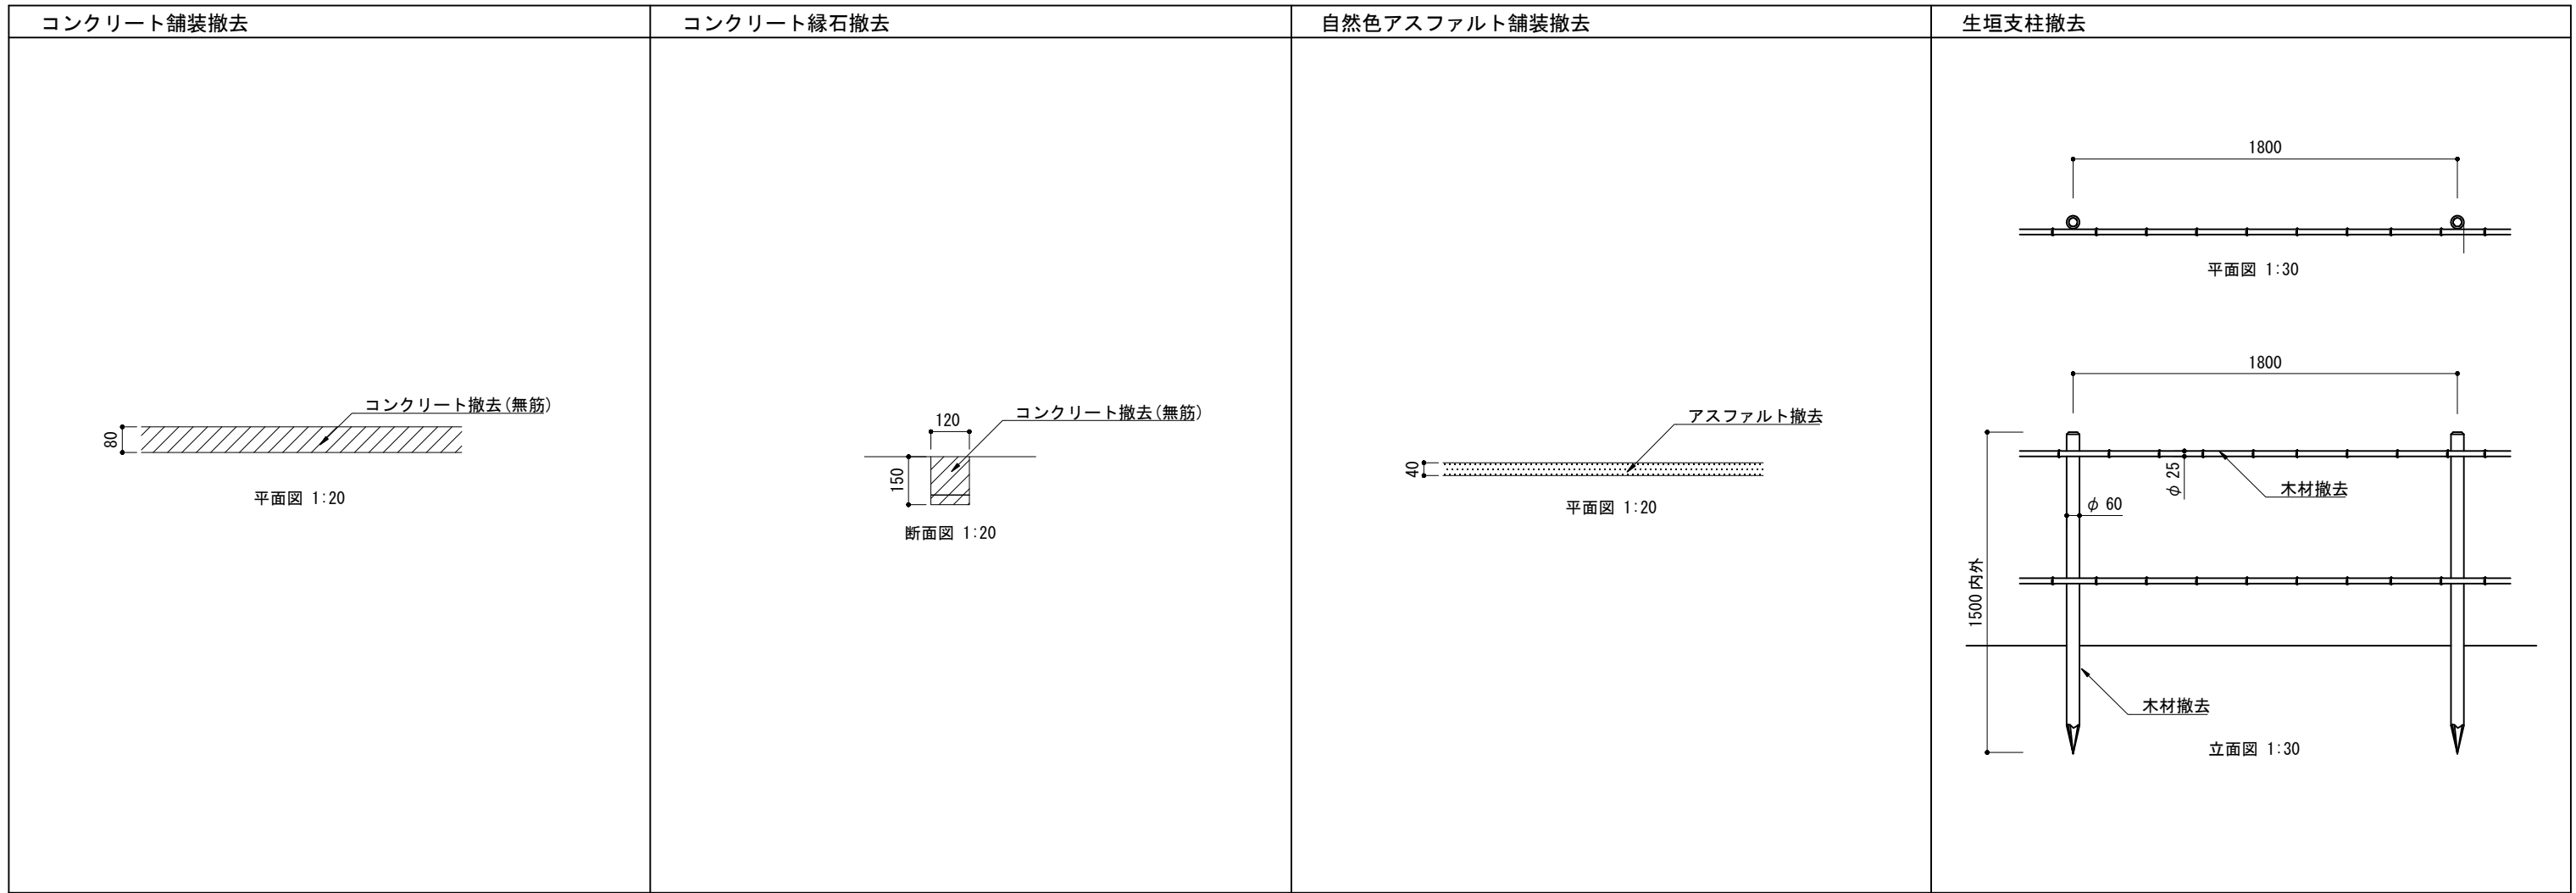 コンクリート舗装撤去
コンクリート撤去(無筋)
80
平面図 1:20
コンクリート縁石撤去
120
コンクリート撤去(無筋)
150
断面図 1:20
自然色アスファルト舗装撤去
アスファルト撤去
40
平面図 1:20
生垣支柱撤去
1800
平面図 1:30
1800
φ 25
木材撤去
φ 60
1500内外
木材撤去
立面図 1:30